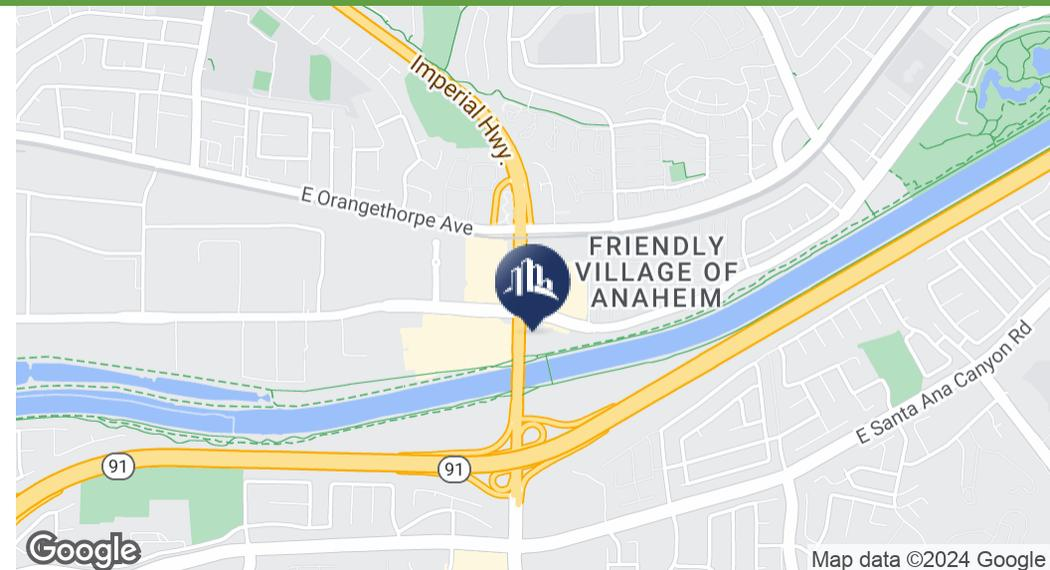 Imperial Hwy.
E Orangethorpe Ave
FRIENDLY
VILLAGE OF
ANAHEIM
E Santa Ana Canyon Rd
91
91
Google
Map data ©2024 Google